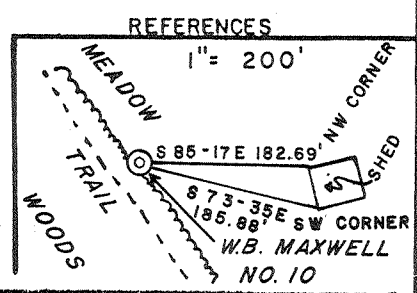 REFERENCES
1"= 200'
MEADOW
TRAIL
WOODS
S 85-17E 182.69'
NW CORNER
SHED
S 73-35E
185.88'
SW CORNER
W.B. MAXWELL
NO. 10